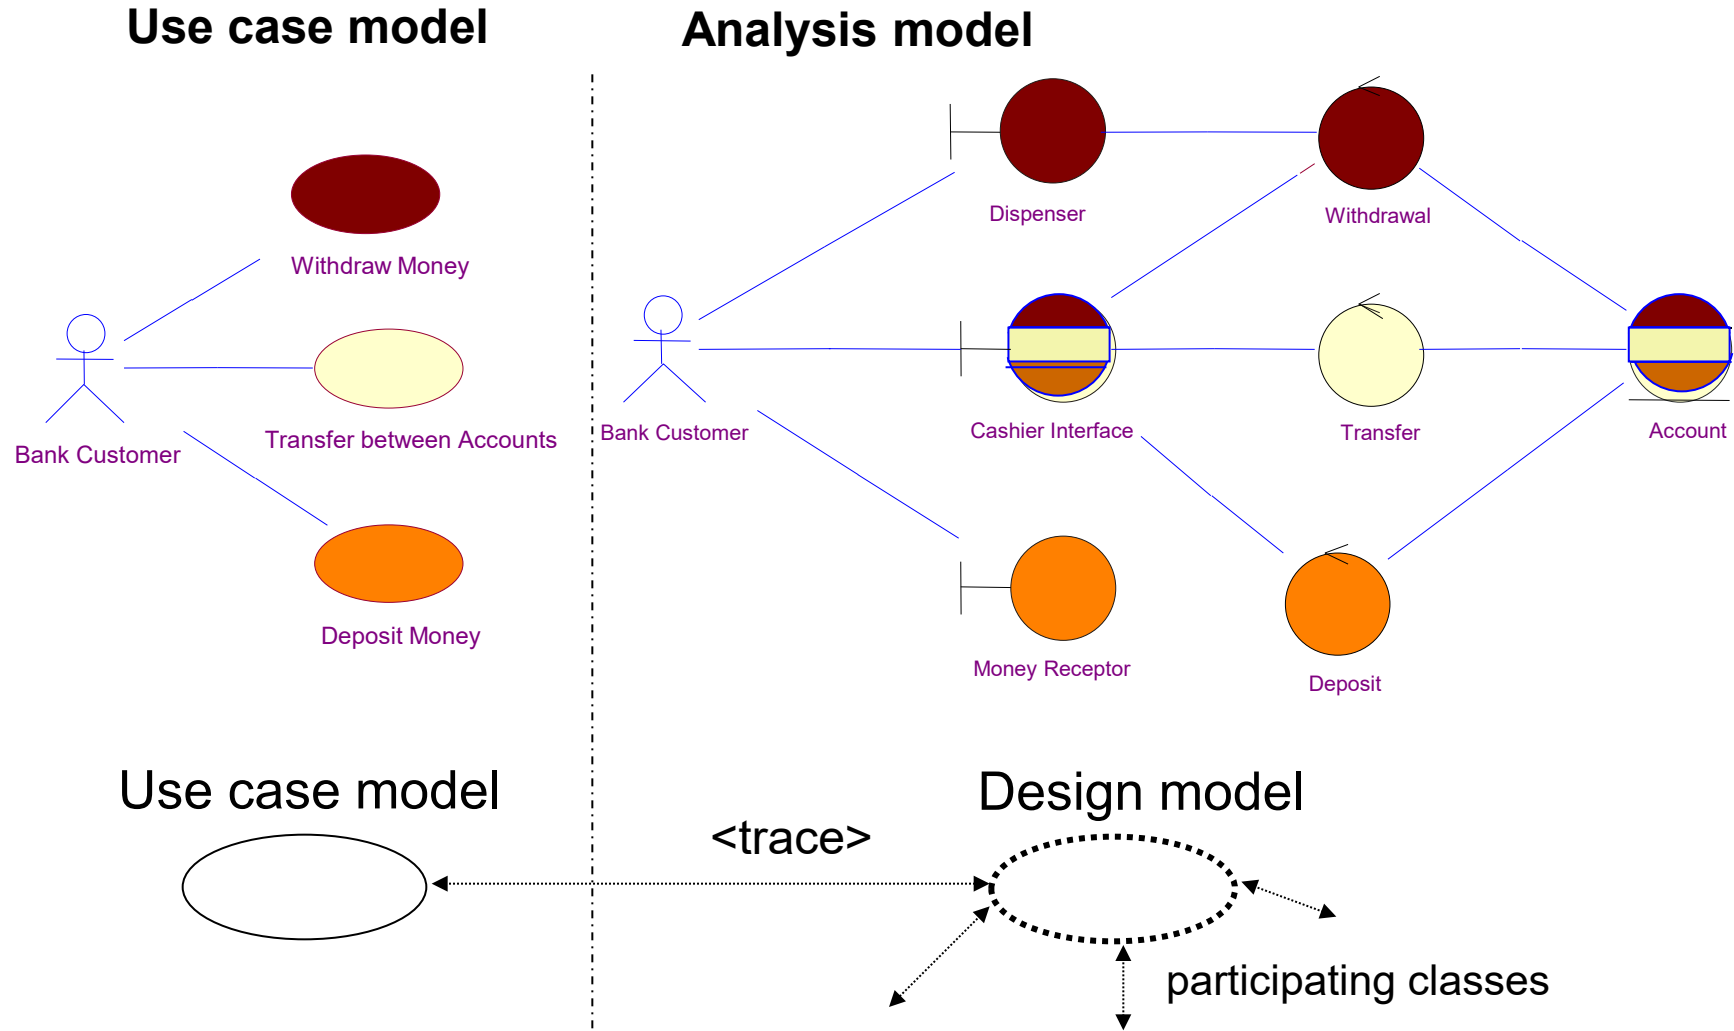 Use case model
Analysis model
Dispenser
Withdrawal
Withdraw Money
Bank Customer
Transfer between Accounts
Bank Customer
Cashier Interface
Transfer
Account
Deposit Money
Money Receptor
Deposit
Use case model
Design model
<trace>
participating classes